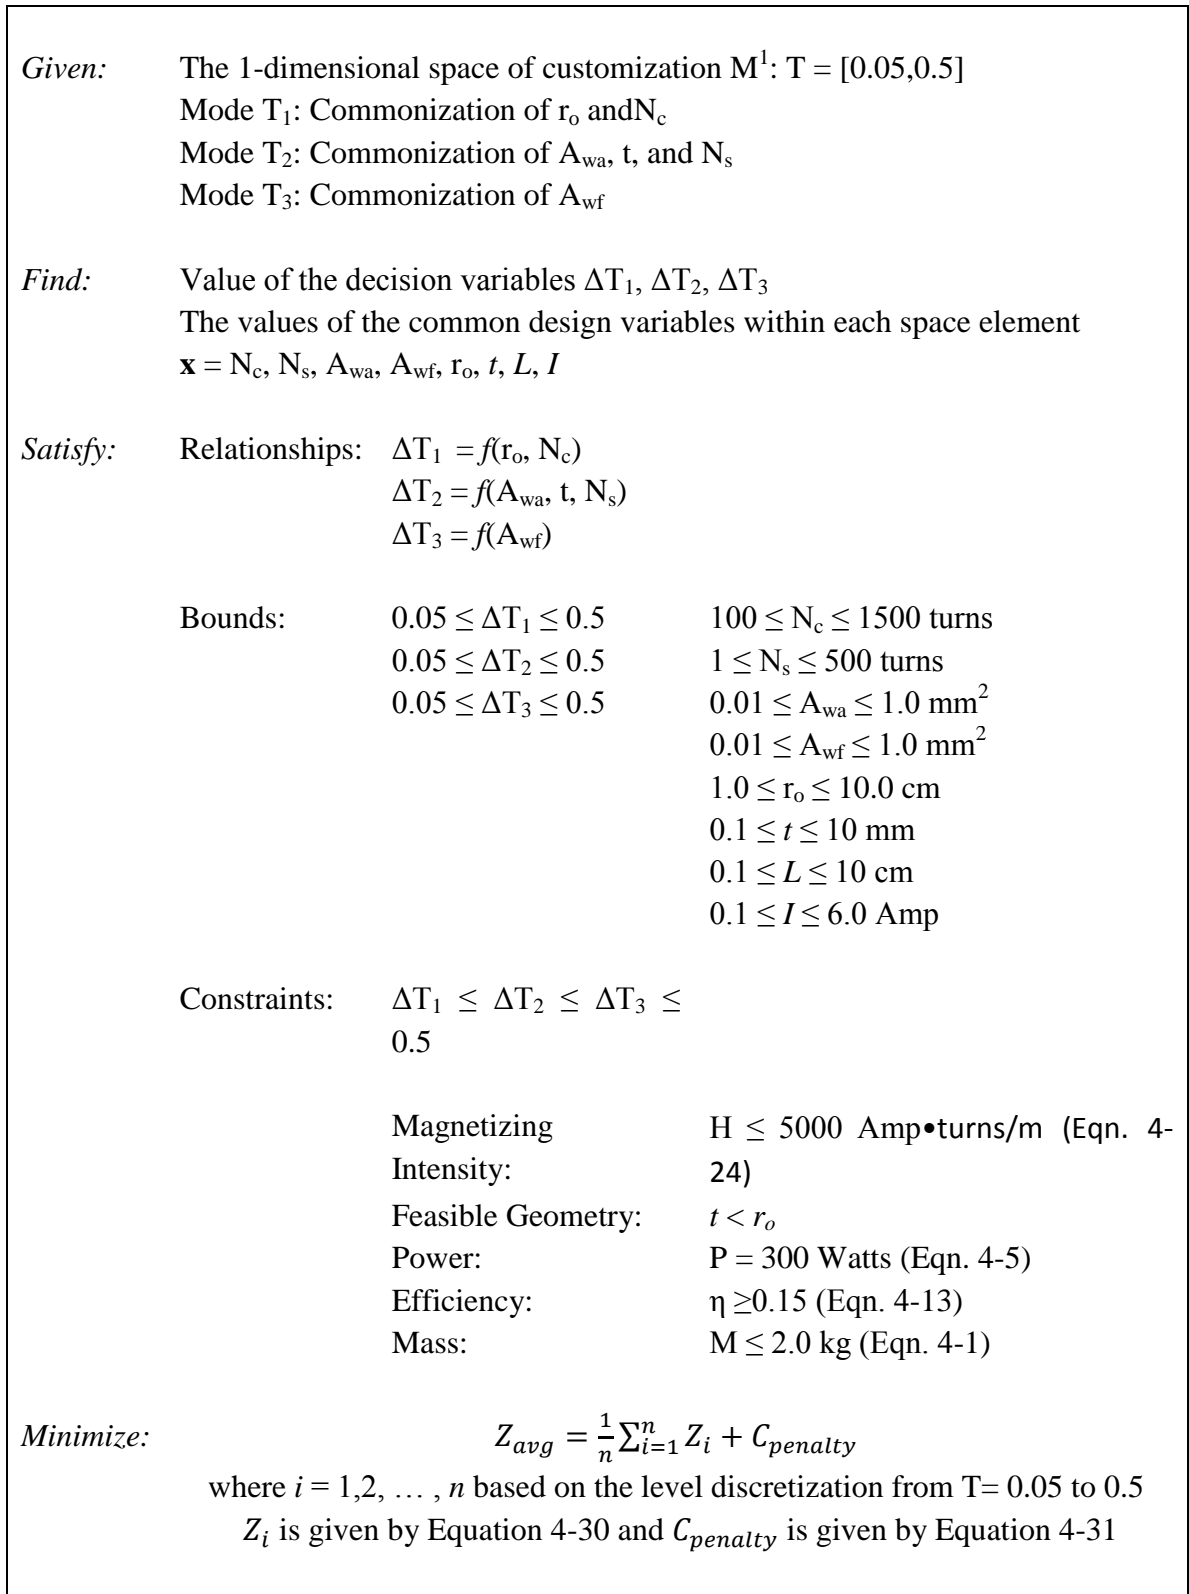 Given: The 1-dimensional space of customization M¹: T = [0.05,0.5]
Mode T₁: Commonization of rₒ andN꜀
Mode T₂: Commonization of A_wa, t, and Nₛ
Mode T₃: Commonization of A_wf
Find: Value of the decision variables ΔT₁, ΔT₂, ΔT₃
The values of the common design variables within each space element
x = N꜀, Nₛ, A_wa, A_wf, rₒ, t, L, I
Satisfy: Relationships: ΔT₁ =f(rₒ, N꜀)
ΔT₂ = f(A_wa, t, Nₛ)
ΔT₃ = f(A_wf)
Bounds: 0.05 ≤ ΔT₁ ≤ 0.5 100 ≤ N꜀ ≤ 1500 turns
0.05 ≤ ΔT₂ ≤ 0.5 1 ≤ Nₛ ≤ 500 turns
0.05 ≤ ΔT₃ ≤ 0.5 0.01 ≤ A_wa ≤ 1.0 mm²
0.01 ≤ A_wf ≤ 1.0 mm²
1.0 ≤ rₒ ≤ 10.0 cm
0.1 ≤ t ≤ 10 mm
0.1 ≤ L ≤ 10 cm
0.1 ≤ I ≤ 6.0 Amp
Constraints: ΔT₁ ≤ ΔT₂ ≤ ΔT₃ ≤
0.5
Magnetizing H ≤ 5000 Amp•turns/m (Eqn. 4-
Intensity: 24)
Feasible Geometry: t < rₒ
Power: P = 300 Watts (Eqn. 4-5)
Efficiency: η ≥0.15 (Eqn. 4-13)
Mass: M ≤ 2.0 kg (Eqn. 4-1)
Minimize: Z_avg = 1/n ∑ⁿᵢ₌₁ Zᵢ + C_penalty
where i = 1,2, … , n based on the level discretization from T= 0.05 to 0.5
Zᵢ is given by Equation 4-30 and C_penalty is given by Equation 4-31